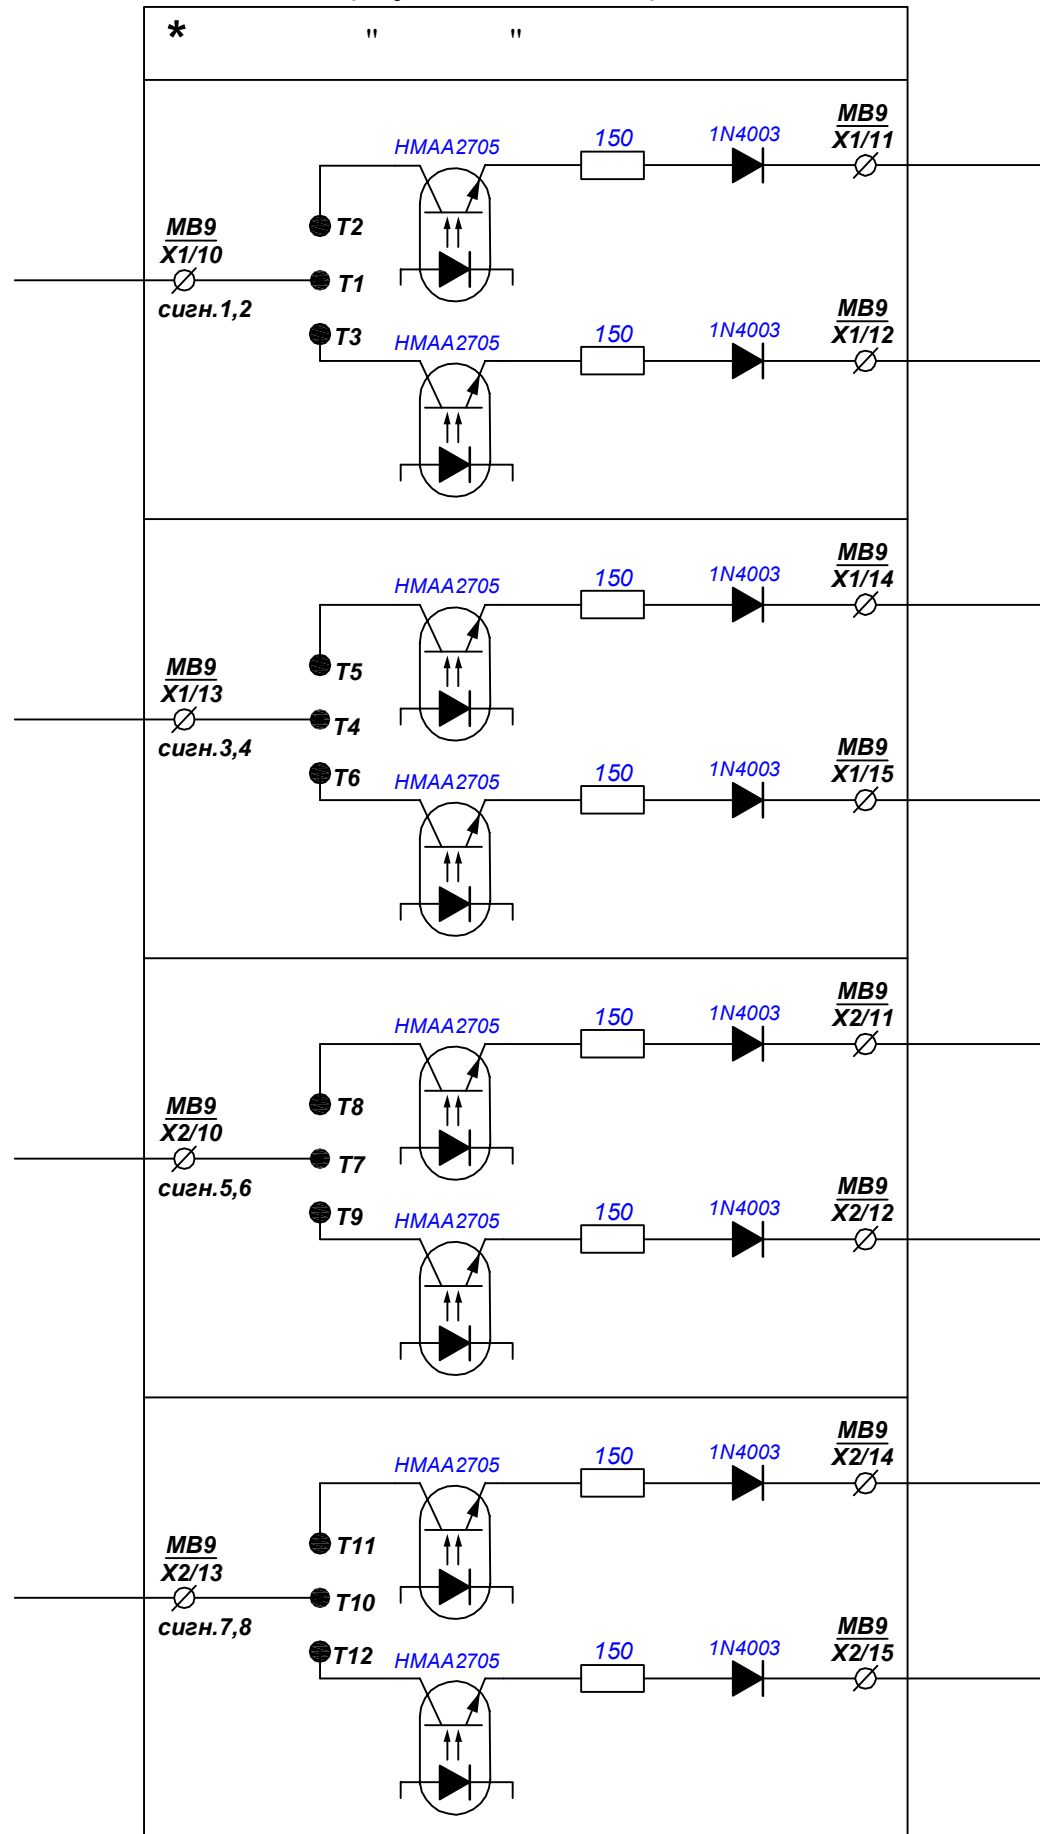 * " "
HMAA2705 150 1N4003 MB9
X1/11
T2
MB9
X1/10
T1
сигн.1,2
T3
HMAA2705 150 1N4003 MB9
X1/12
HMAA2705 150 1N4003 MB9
X1/14
T5
MB9
X1/13
T4
сигн.3,4
T6
HMAA2705 150 1N4003 MB9
X1/15
HMAA2705 150 1N4003 MB9
X2/11
T8
MB9
X2/10
T7
сигн.5,6
T9
HMAA2705 150 1N4003 MB9
X2/12
HMAA2705 150 1N4003 MB9
X2/14
T11
MB9
X2/13
T10
сигн.7,8
T12
HMAA2705 150 1N4003 MB9
X2/15